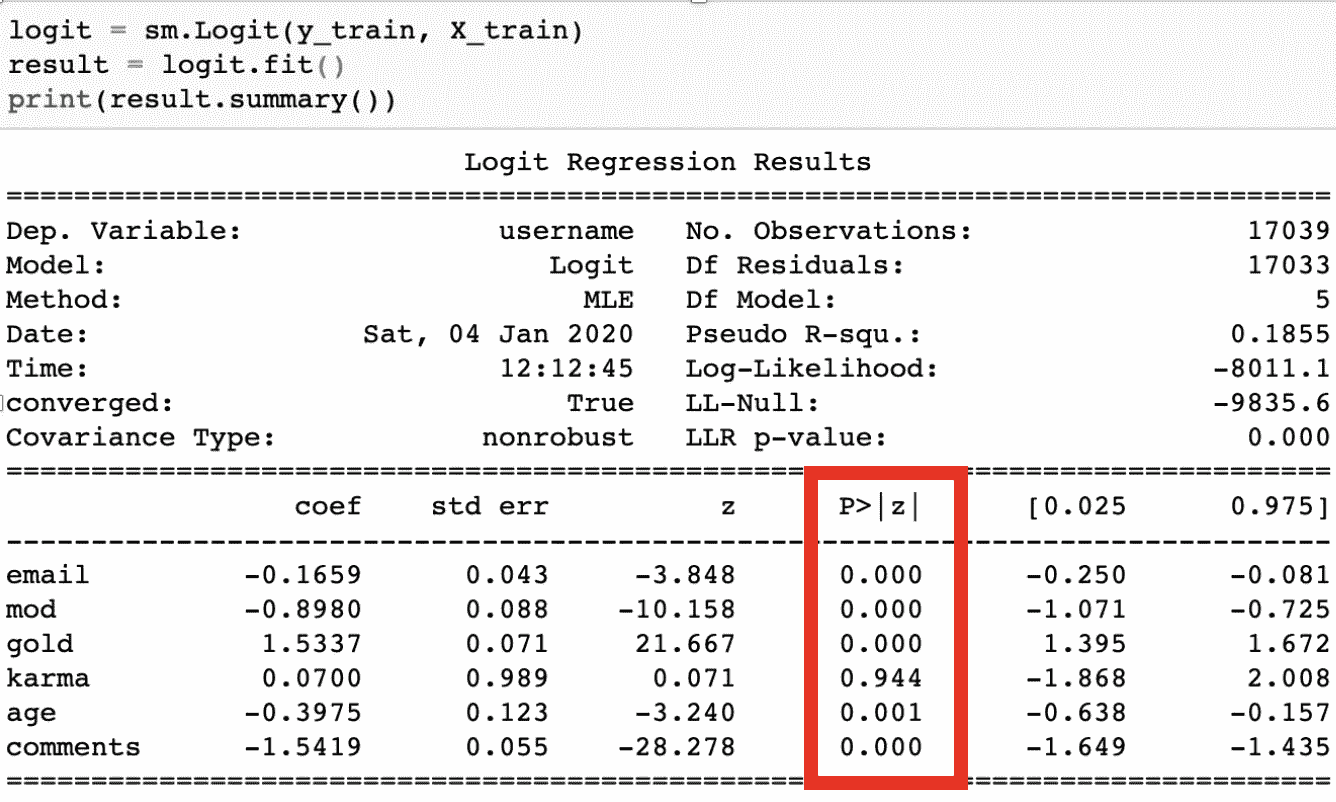 logit = sm.Logit(y_train, X_train)
result = logit.fit()
print(result.summary())
Logit Regression Results
==============================================================================
Dep. Variable: username No. Observations: 17039
Model: Logit Df Residuals: 17033
Method: MLE Df Model: 5
Date: Sat, 04 Jan 2020 Pseudo R-squ.: 0.1855
Time: 12:12:45 Log-Likelihood: -8011.1
converged: True LL-Null: -9835.6
Covariance Type: nonrobust LLR p-value: 0.000
==============================================================================
coef std err z P>|z| [0.025 0.975]
------------------------------------------------------------------------------
email -0.1659 0.043 -3.848 0.000 -0.250 -0.081
mod -0.8980 0.088 -10.158 0.000 -1.071 -0.725
gold 1.5337 0.071 21.667 0.000 1.395 1.672
karma 0.0700 0.989 0.071 0.944 -1.868 2.008
age -0.3975 0.123 -3.240 0.001 -0.638 -0.157
comments -1.5419 0.055 -28.278 0.000 -1.649 -1.435
==============================================================================